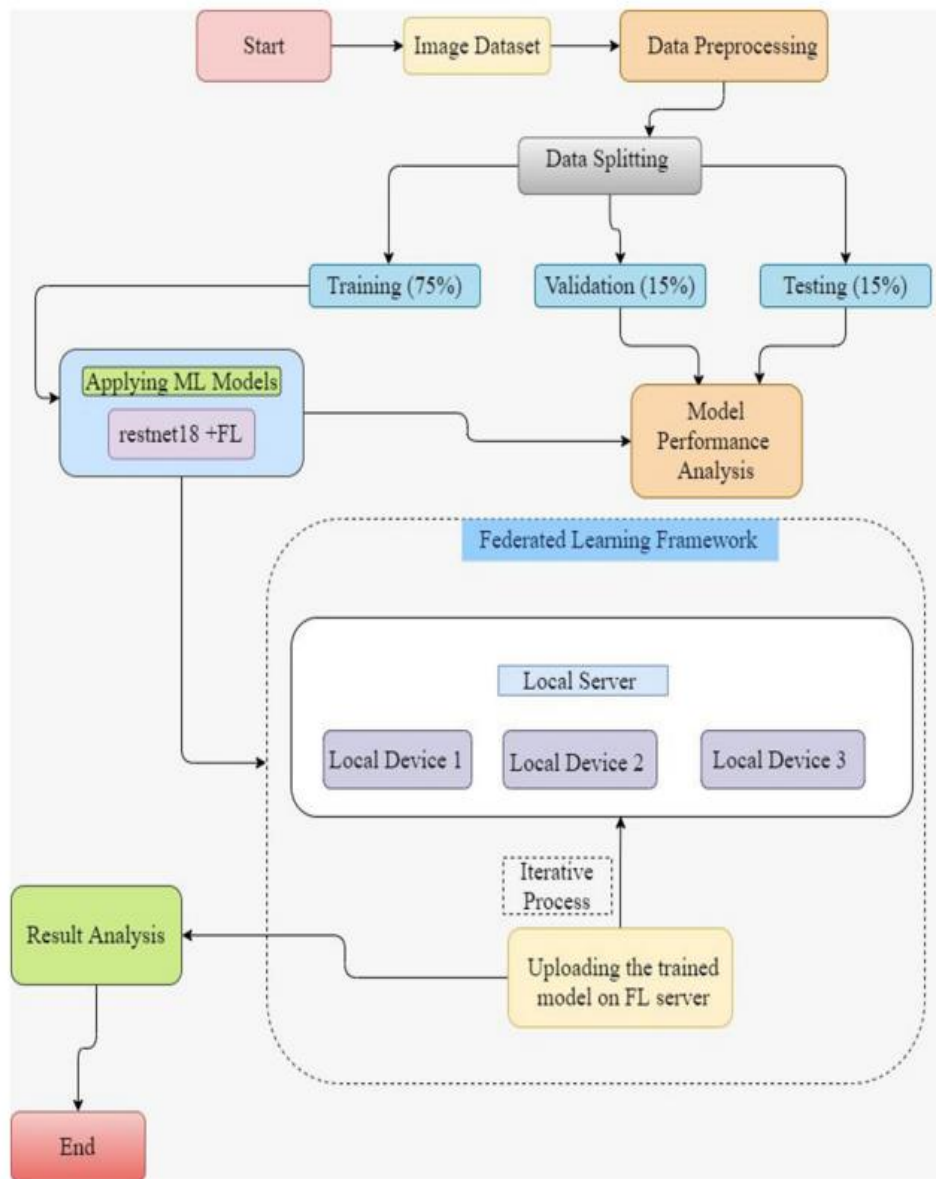 Start
Image Dataset
Data Preprocessing
Data Splitting
Training (75%)
Validation (15%)
Testing (15%)
Applying ML Models
restnet18 +FL
Model
Performance
Analysis
Federated Learning Framework
Local Server
Local Device 1
Local Device 2
Local Device 3
Iterative
Process
Uploading the trained
model on FL server
Result Analysis
End